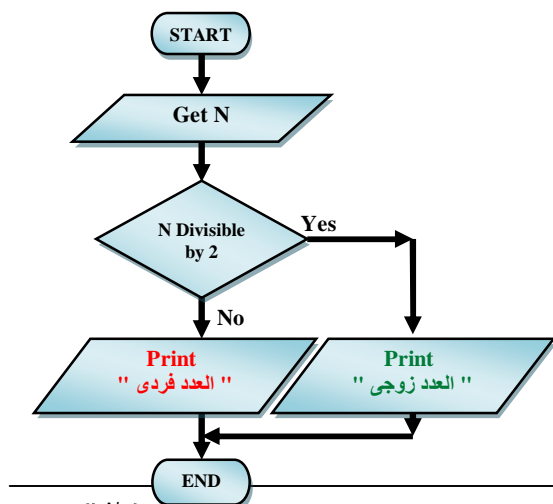 START
Get N
N Divisible
by 2
Yes
No
Print
" العدد فردى "
Print
" العدد زوجى "
END